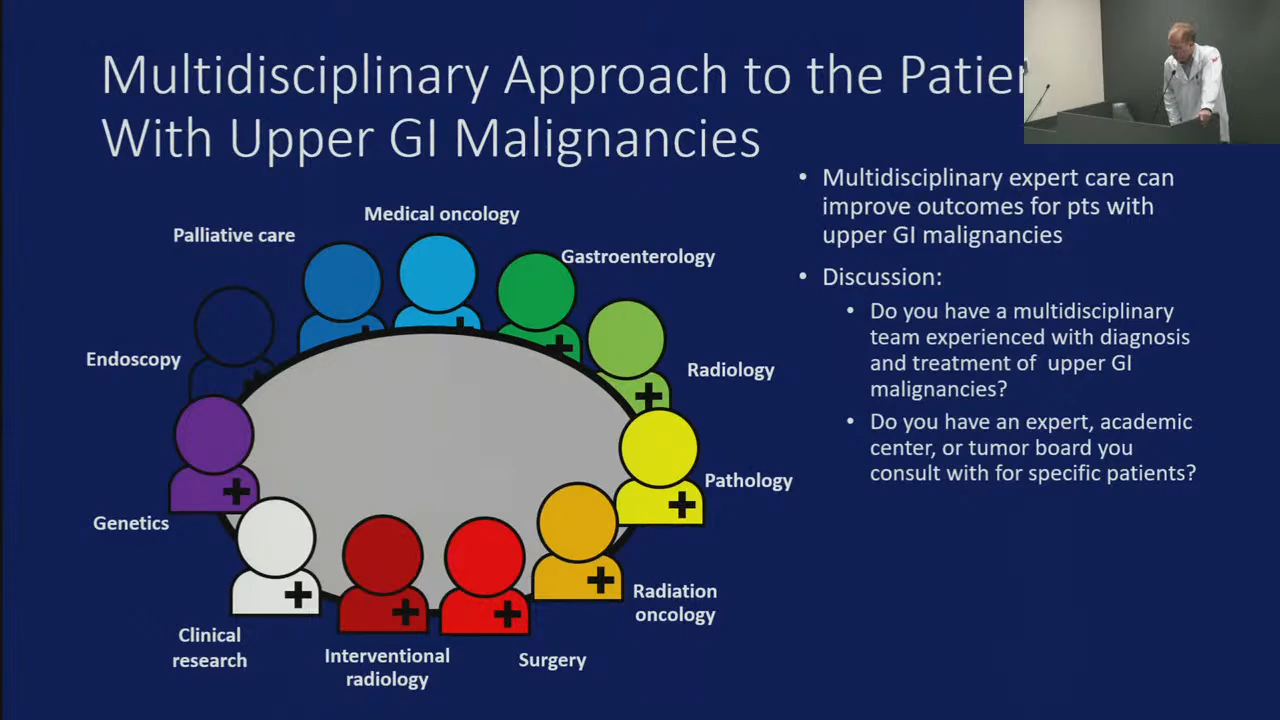 Multidisciplinary Approach to the
With Upper GI Malignancies
• Multidisciplinary expert care can
improve outcomes for pts with
upper GI malignancies
• Discussion:
• Do you have a multidisciplinary
team experienced with diagnosis
and treatment of upper GI
malignancies?
• Do you have an expert, academic
center, or tumor board you
consult with for specific patients?
Medical oncology
Palliative care
Gastroenterology
Endoscopy
Radiology
Pathology
Genetics
Radiation
oncology
Clinical
research
Interventional
radiology
Surgery